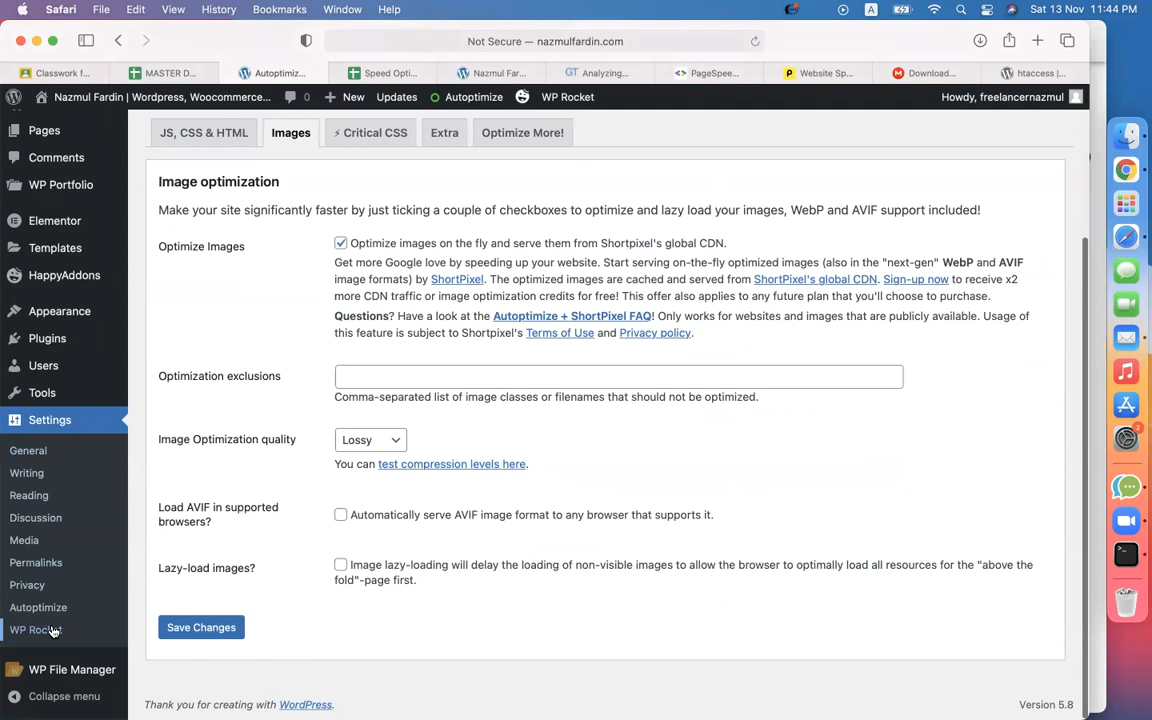 Safari File Edit View History Bookmarks Window Help A Sat 13 Nov 11:44 PM
Not Secure — nazmulfardin.com
Classwork f... MASTER D... Autoptimiz... Speed Opti... Nazmul Far... GT Analyzing... PageSpee... Website Sp... Download... htaccess |...
Nazmul Fardin | Wordpress, Woocommerce... 0 New Updates Autoptimize WP Rocket Howdy, freelancernazmul
Pages
Comments
WP Portfolio
Elementor
Templates
HappyAddons
Appearance
Plugins
Users
Tools
Settings
General
Writing
Reading
Discussion
Media
Permalinks
Privacy
Autoptimize
WP Rocket
WP File Manager
Collapse menu
JS, CSS & HTML Images ⚡ Critical CSS Extra Optimize More!
Image optimization
Make your site significantly faster by just ticking a couple of checkboxes to optimize and lazy load your images, WebP and AVIF support included!
Optimize Images
Optimize images on the fly and serve them from Shortpixel's global CDN.
Get more Google love by speeding up your website. Start serving on-the-fly optimized images (also in the "next-gen" WebP and AVIF
image formats) by ShortPixel. The optimized images are cached and served from ShortPixel's global CDN. Sign-up now to receive x2
more CDN traffic or image optimization credits for free! This offer also applies to any future plan that you'll choose to purchase.
Questions? Have a look at the Autoptimize + ShortPixel FAQ! Only works for websites and images that are publicly available. Usage of
this feature is subject to Shortpixel's Terms of Use and Privacy policy.
Optimization exclusions
Comma-separated list of image classes or filenames that should not be optimized.
Image Optimization quality
Lossy
You can test compression levels here.
Load AVIF in supported
browsers?
Automatically serve AVIF image format to any browser that supports it.
Lazy-load images?
Image lazy-loading will delay the loading of non-visible images to allow the browser to optimally load all resources for the "above the
fold"-page first.
Save Changes
Thank you for creating with WordPress. Version 5.8
2